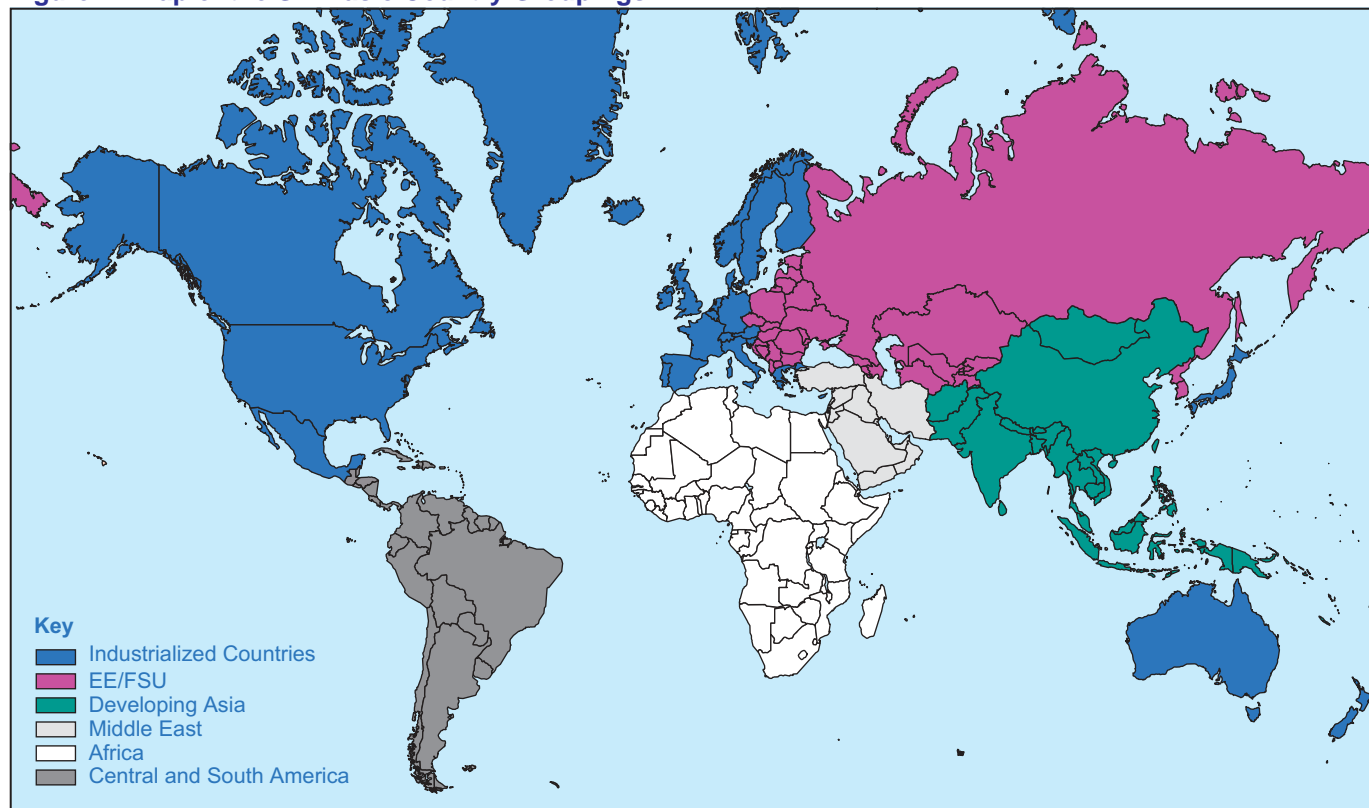 Key
Industrialized Countries
EE/FSU
Developing Asia
Middle East
Africa
Central and South America